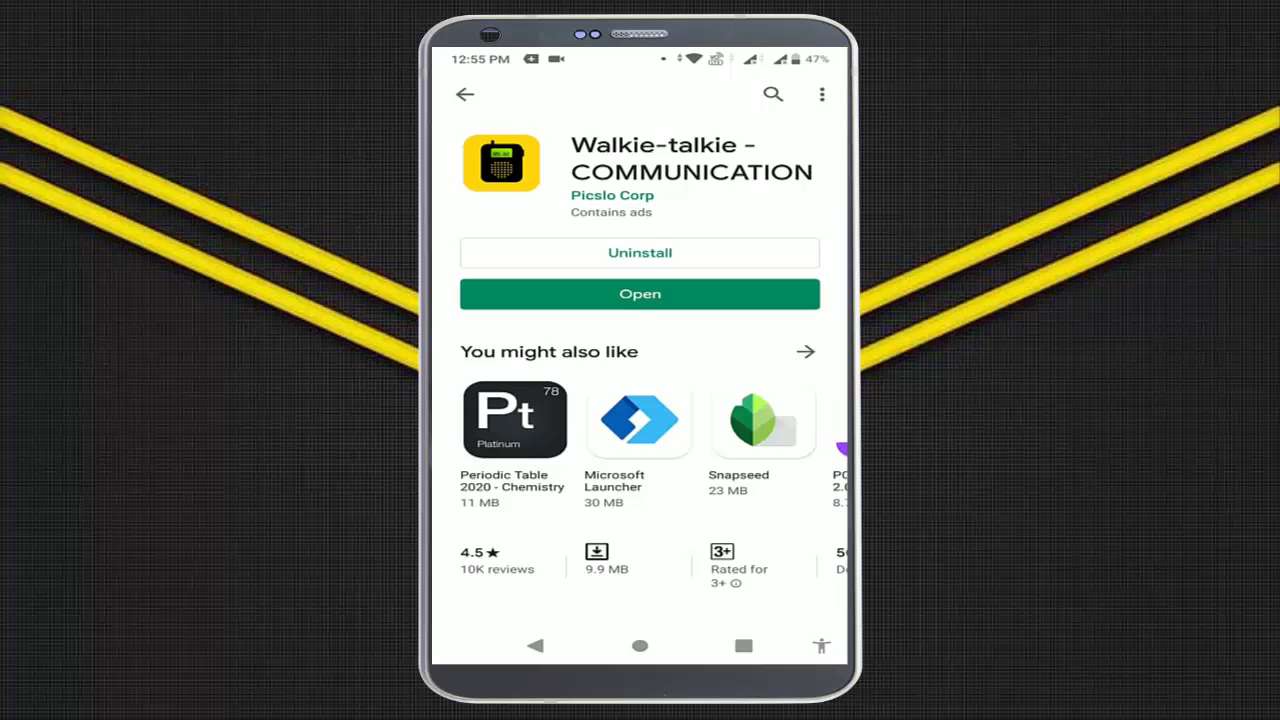 12:55 PM
47%
Walkie-talkie -
COMMUNICATION
Picslo Corp
Contains ads
Uninstall
Open
You might also like
78
Pt
Platinum
Periodic Table
2020 - Chemistry
11 MB
Microsoft
Launcher
30 MB
Snapseed
23 MB
4.5★
10K reviews
9.9 MB
3+
Rated for
3+